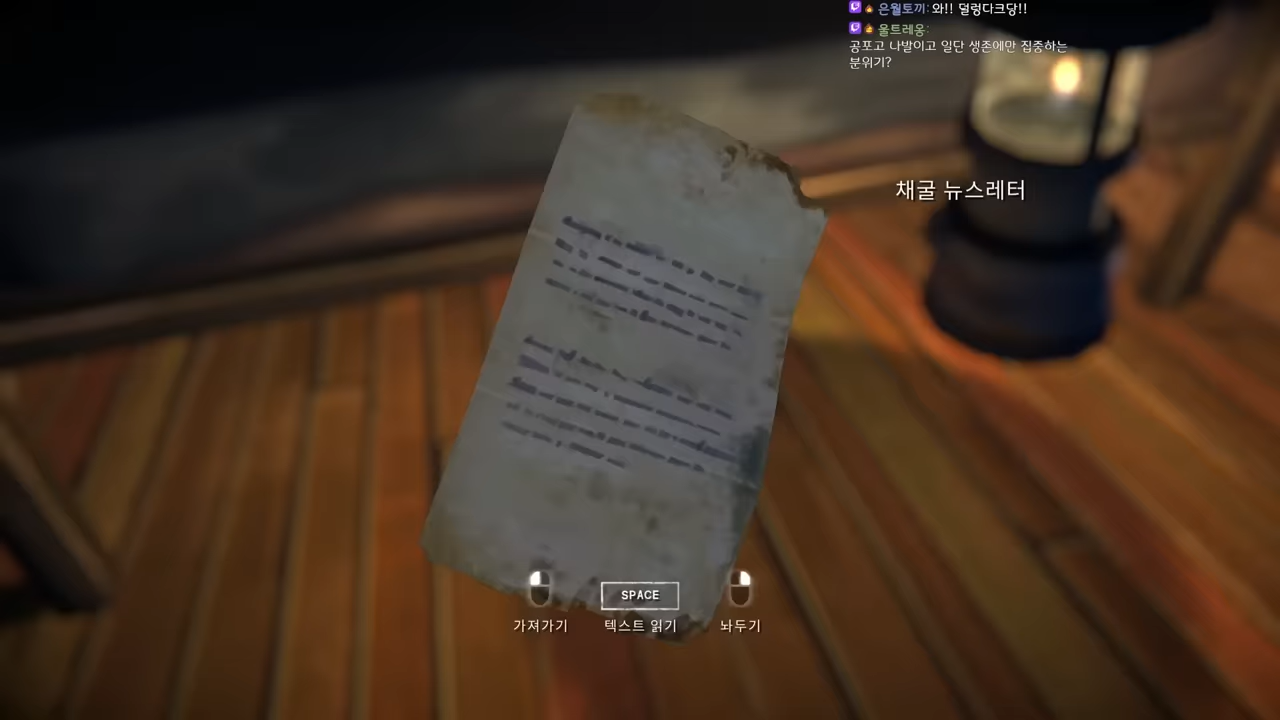 은월토끼: 와!! 덜렁다크당!!
울트레옹:
공포고 나발이고 일단 생존에만 집중하는
분위기?
채굴 뉴스레터
SPACE
가져가기
텍스트 읽기
놔두기